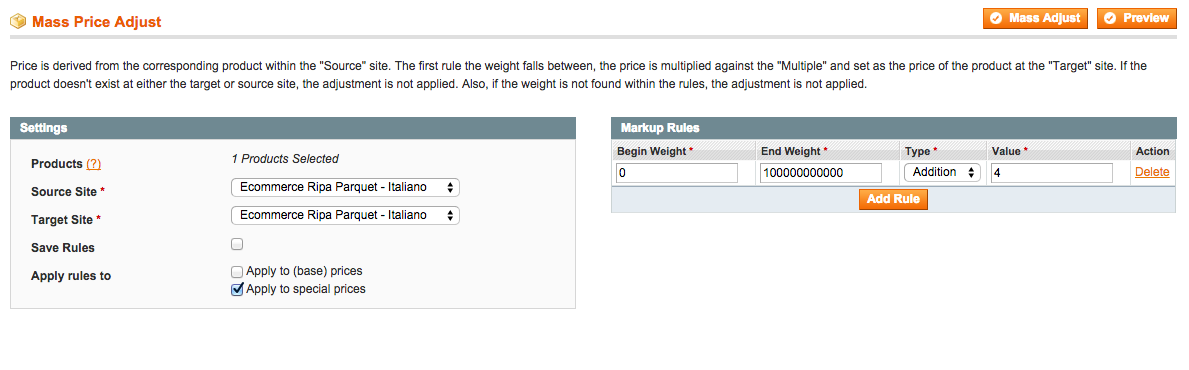 Mass Price Adjust
Mass Adjust
Preview
Price is derived from the corresponding product within the "Source" site. The first rule the weight falls between, the price is multiplied against the "Multiple" and set as the price of the product at the "Target" site. If the
product doesn't exist at either the target or source site, the adjustment is not applied. Also, if the weight is not found within the rules, the adjustment is not applied.
Settings
Products (?) 1 Products Selected
Source Site * Ecommerce Ripa Parquet - Italiano
Target Site * Ecommerce Ripa Parquet - Italiano
Save Rules
Apply rules to Apply to (base) prices
Apply to special prices
Markup Rules
Begin Weight * End Weight * Type * Value * Action
0 100000000000 Addition 4 Delete
Add Rule